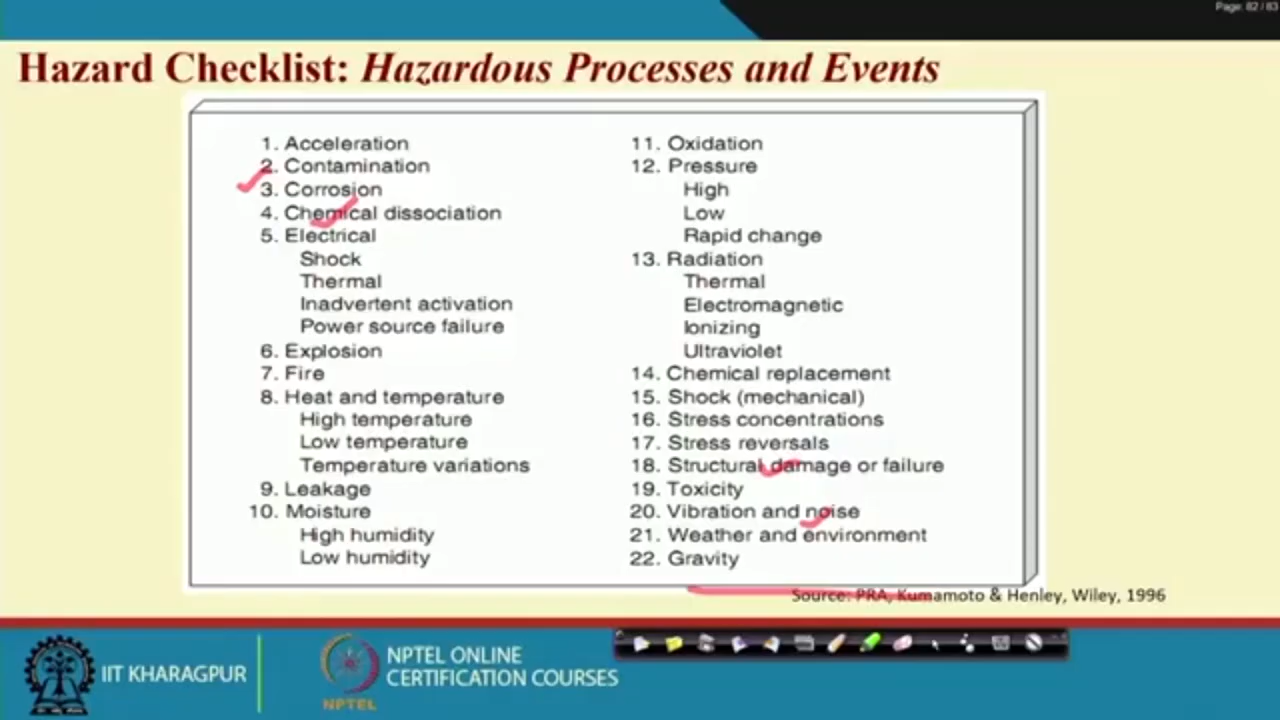 Page: 82 / 83
Hazard Checklist: Hazardous Processes and Events
1. Acceleration
2. Contamination
3. Corrosion
4. Chemical dissociation
5. Electrical
Shock
Thermal
Inadvertent activation
Power source failure
6. Explosion
7. Fire
8. Heat and temperature
High temperature
Low temperature
Temperature variations
9. Leakage
10. Moisture
High humidity
Low humidity
11. Oxidation
12. Pressure
High
Low
Rapid change
13. Radiation
Thermal
Electromagnetic
Ionizing
Ultraviolet
14. Chemical replacement
15. Shock (mechanical)
16. Stress concentrations
17. Stress reversals
18. Structural damage or failure
19. Toxicity
20. Vibration and noise
21. Weather and environment
22. Gravity
Source: PRA, Kumamoto & Henley, Wiley, 1996
IIT KHARAGPUR
NPTEL
NPTEL ONLINE
CERTIFICATION COURSES